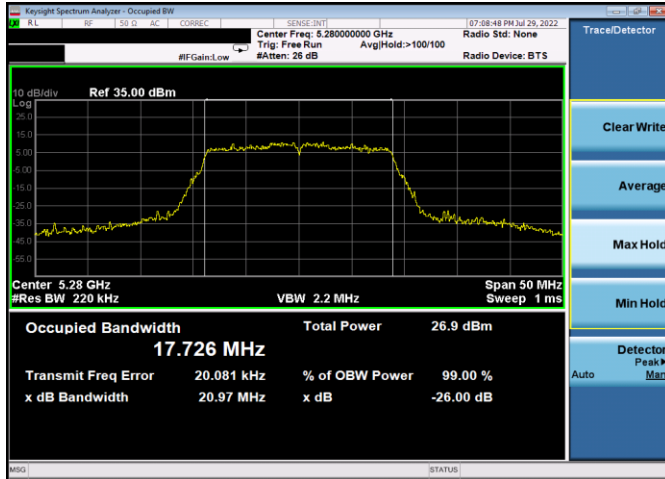 Keysight Spectrum Analyzer - Occupied BW
RL RF 50 Ω AC CORREC SENSE:INT 07:08:48 PM Jul 29, 2022
Center Freq: 5.280000000 GHz Radio Std: None
Trig: Free Run Avg|Hold:>100/100
#IFGain:Low #Atten: 26 dB Radio Device: BTS
Trace/Detector
10 dB/div Ref 35.00 dBm
Log
25.0
15.0
5.00
-5.00
-15.0
-25.0
-35.0
-45.0
-55.0
Center 5.28 GHz Span 50 MHz
#Res BW 220 kHz VBW 2.2 MHz Sweep 1 ms
Occupied Bandwidth Total Power 26.9 dBm
17.726 MHz
Transmit Freq Error 20.081 kHz % of OBW Power 99.00 %
x dB Bandwidth 20.97 MHz x dB -26.00 dB
Clear Write
Average
Max Hold
Min Hold
Detector
Peak
Auto Man
MSG STATUS